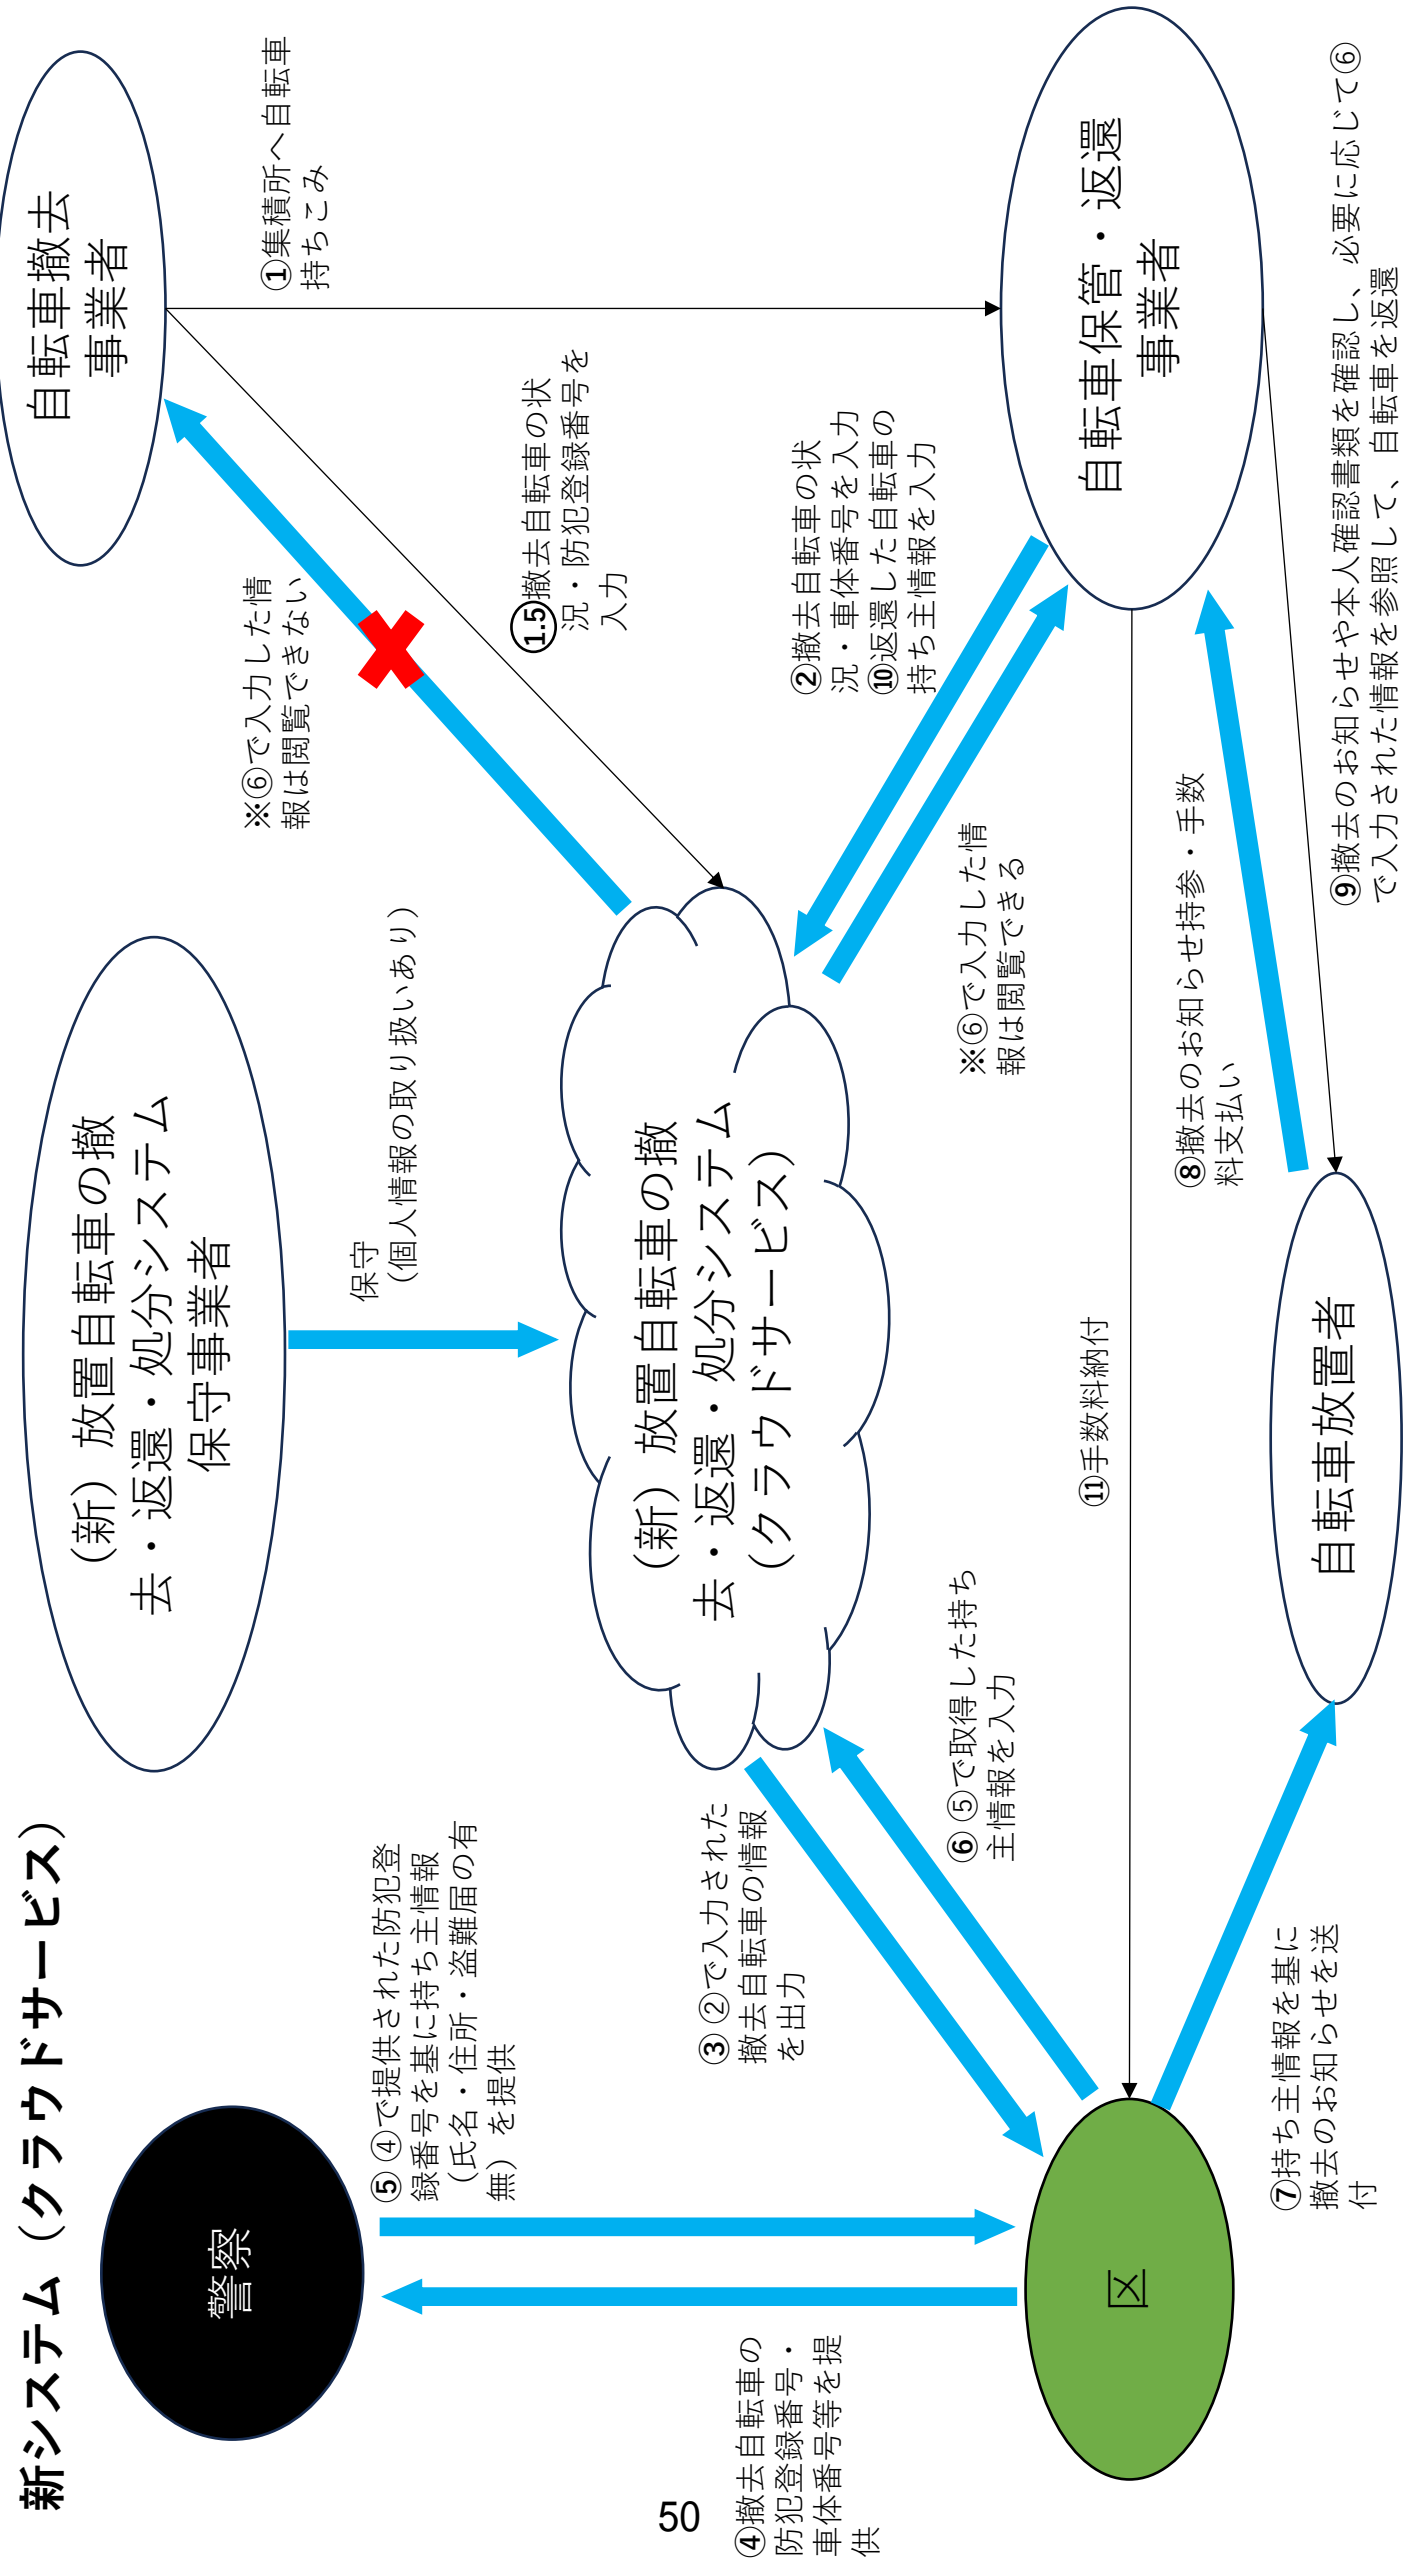 新システム（クラウドサービス）
警察
（新）放置自転車の撤
去・返還・処分システム
保守事業者
自転車撤去
事業者
⑤④で提供された防犯登
録番号を基に持ち主情報
（氏名・住所・盗難届の有
無）を提供
保守
（個人情報の取り扱いあり）
※⑥で入力した情
報は閲覧できない
①集積所へ自転車
持ちこみ
1.5撤去自転車の状
況・防犯登録番号を
入力
④撤去自転車の
防犯登録番号・
車体番号等を提
供
③②で入力された
撤去自転車の情報
を出力
（新）放置自転車の撤
去・返還・処分システム
（クラウドサービス）
②撤去自転車の状
況・車体番号を入力
⑩返還した自転車の
持ち主情報を入力
⑥⑤で取得した持ち
主情報を入力
※⑥で入力した情
報は閲覧できる
区
⑪手数料納付
自転車保管・返還
事業者
⑧撤去のお知らせ持参・手数
料支払い
⑦持ち主情報を基に
撤去のお知らせを送
付
自転車放置者
⑨撤去のお知らせや本人確認書類を確認し、必要に応じて⑥
で入力された情報を参照して、自転車を返還
50